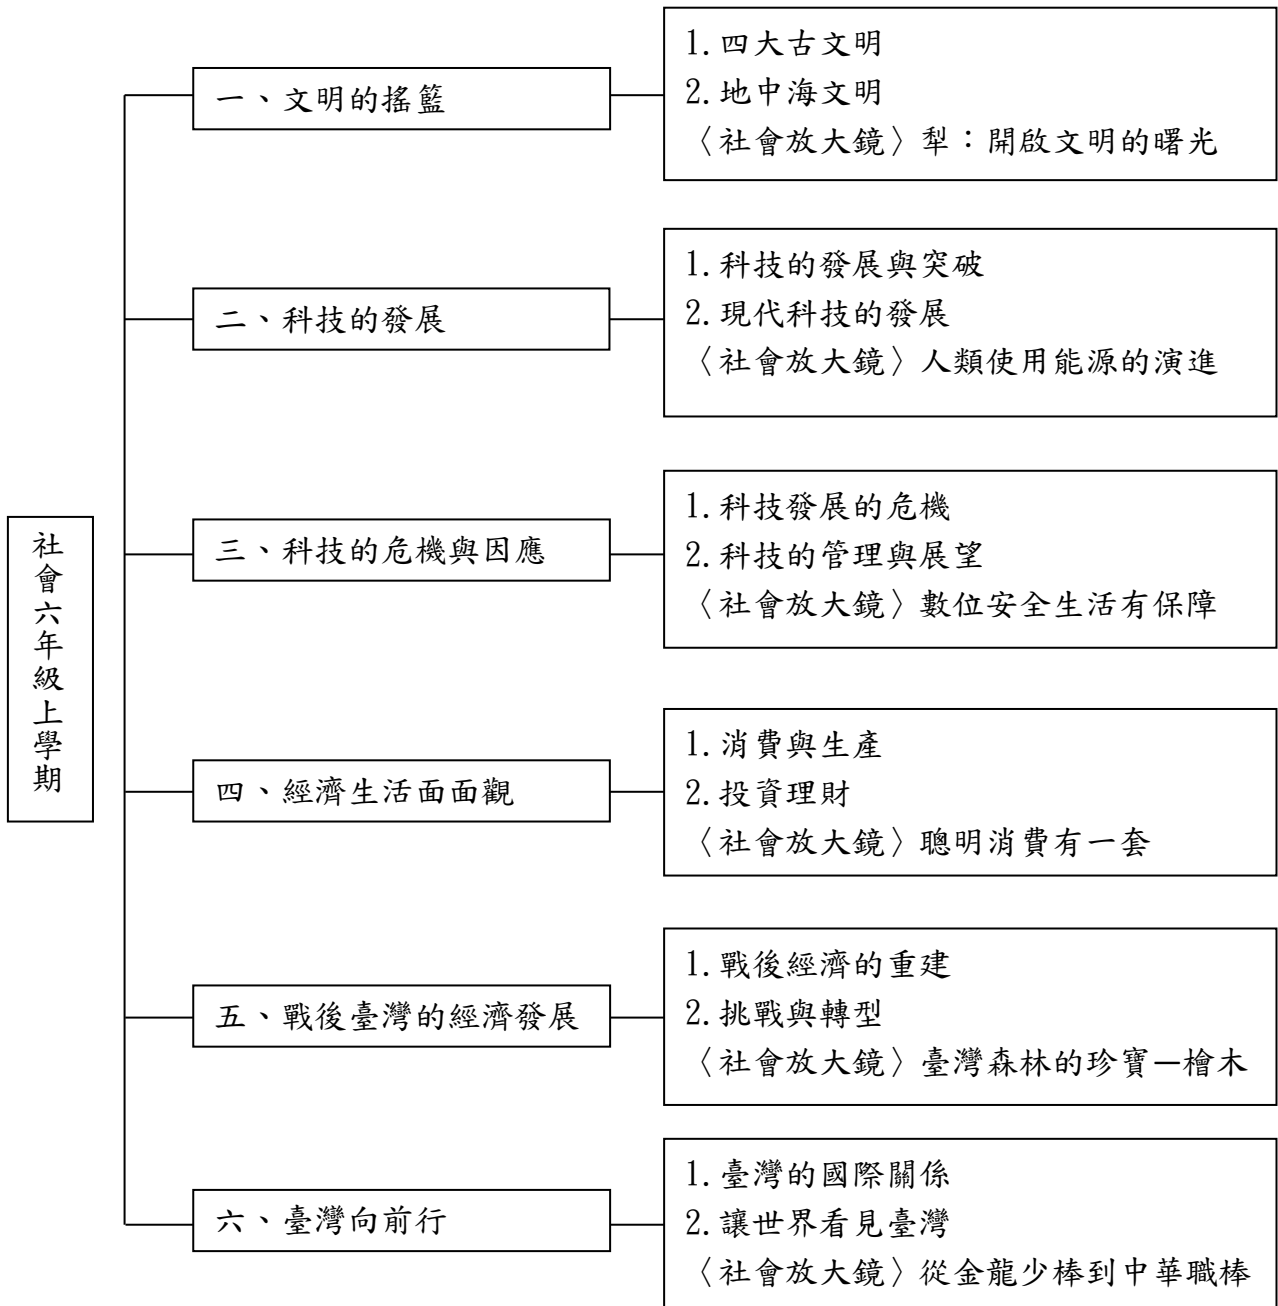 社會六年級上學期
一、文明的搖籃
1.四大古文明
2.地中海文明
〈社會放大鏡〉犁：開啟文明的曙光
二、科技的發展
1.科技的發展與突破
2.現代科技的發展
〈社會放大鏡〉人類使用能源的演進
三、科技的危機與因應
1.科技發展的危機
2.科技的管理與展望
〈社會放大鏡〉數位安全生活有保障
四、經濟生活面面觀
1.消費與生產
2.投資理財
〈社會放大鏡〉聰明消費有一套
五、戰後臺灣的經濟發展
1.戰後經濟的重建
2.挑戰與轉型
〈社會放大鏡〉臺灣森林的珍寶—檜木
六、臺灣向前行
1.臺灣的國際關係
2.讓世界看見臺灣
〈社會放大鏡〉從金龍少棒到中華職棒